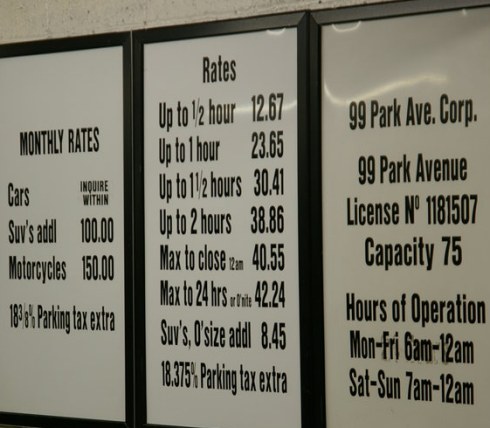 MONTHLY RATES
Cars INQUIRE WITHIN
Suv's addl 100.00
Motorcycles 150.00
18 3/8% Parking tax extra
Rates
Up to 1/2 hour 12.67
Up to 1 hour 23.65
Up to 1 1/2 hours 30.41
Up to 2 hours 38.86
Max to close 12am 40.55
Max to 24 hrs or O'nite 42.24
Suv's, O'size addl 8.45
18.375% Parking tax extra
99 Park Ave. Corp.
99 Park Avenue
License Nº 1181507
Capacity 75
Hours of Operation
Mon-Fri 6am-12am
Sat-Sun 7am-12am